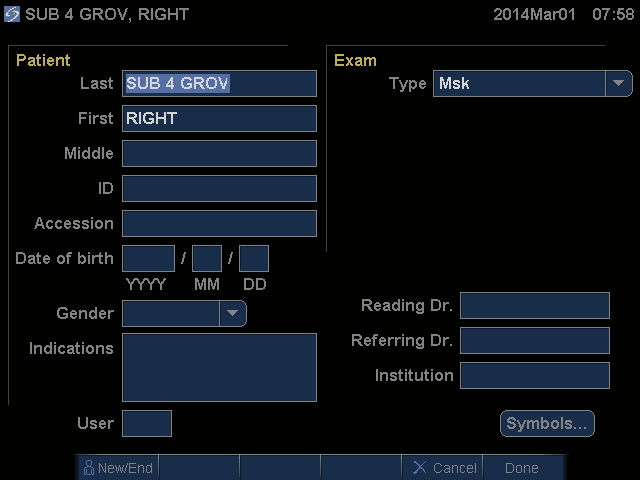 SUB 4 GROV, RIGHT 2014Mar01 07:58
Patient
Last SUB 4 GROV
First RIGHT
Middle
ID
Accession
Date of birth / /
YYYY MM DD
Gender
Indications
User
Exam
Type Msk
Reading Dr.
Referring Dr.
Institution
Symbols...
New/End Cancel Done